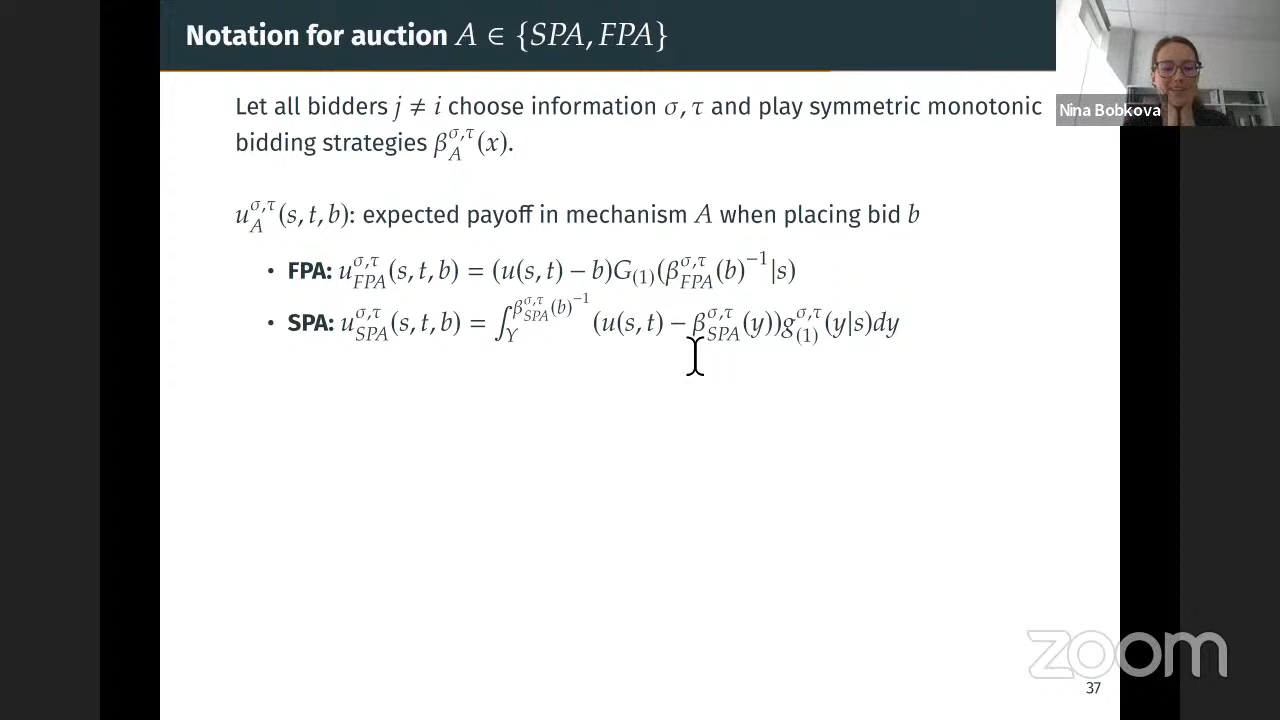 Notation for auction A ∈ {SPA, FPA}
Let all bidders j ≠ i choose information σ, τ and play symmetric monotonic
bidding strategies β_A^{σ,τ}(x).
u_A^{σ,τ}(s, t, b): expected payoff in mechanism A when placing bid b
• FPA: u_{FPA}^{σ,τ}(s, t, b) = (u(s, t) − b)G_{(1)}(β_{FPA}^{σ,τ}(b)^{−1}|s)
• SPA: u_{SPA}^{σ,τ}(s, t, b) = ∫_Y^{β_{SPA}^{σ,τ}(b)^{−1}} (u(s, t) − β_{SPA}^{σ,τ}(y))g_{(1)}^{σ,τ}(y|s)dy
Nina Bobkova
zoom
37